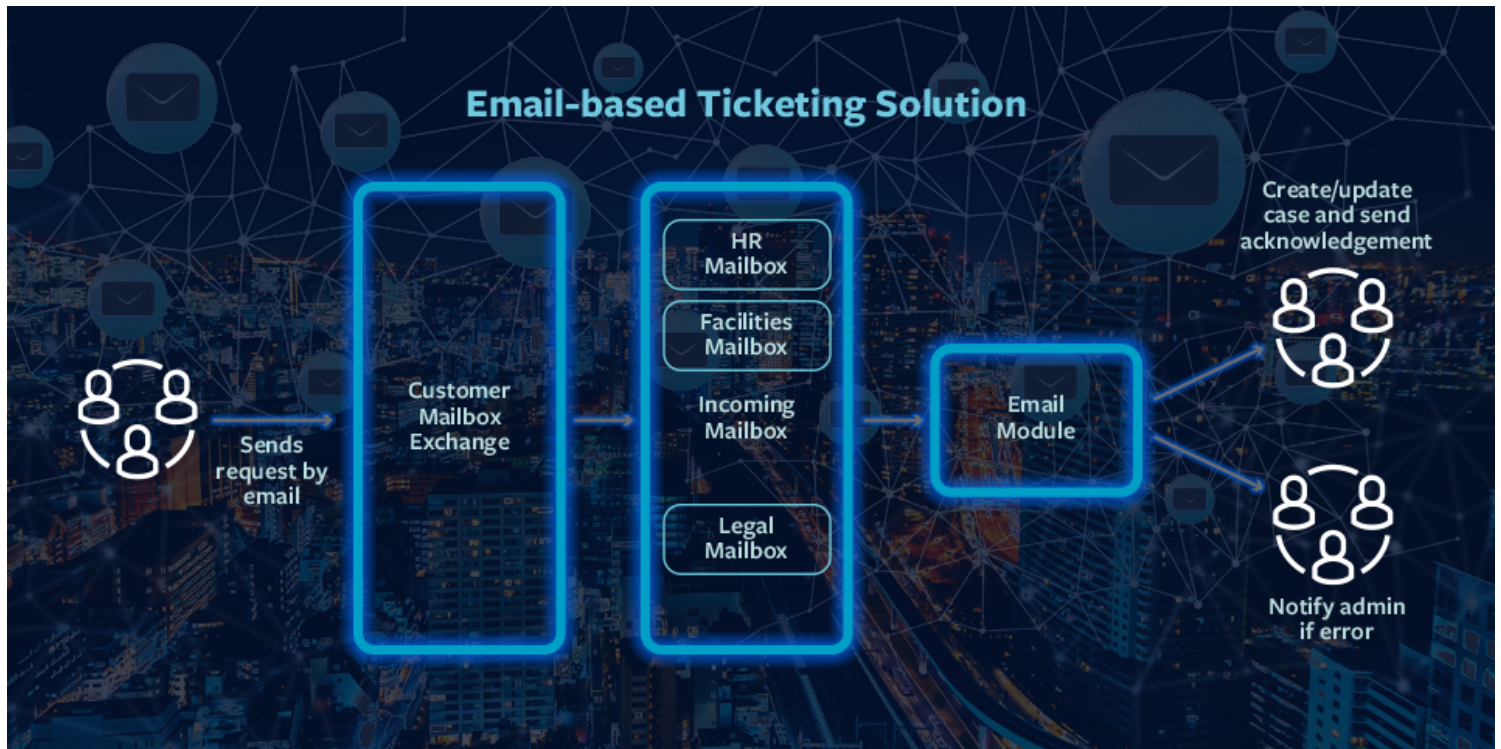 Email-based Ticketing Solution
Sends
request by
email
Customer
Mailbox
Exchange
HR
Mailbox
Facilities
Mailbox
Incoming
Mailbox
Legal
Mailbox
Email
Module
Create/update
case and send
acknowledgement
Notify admin
if error